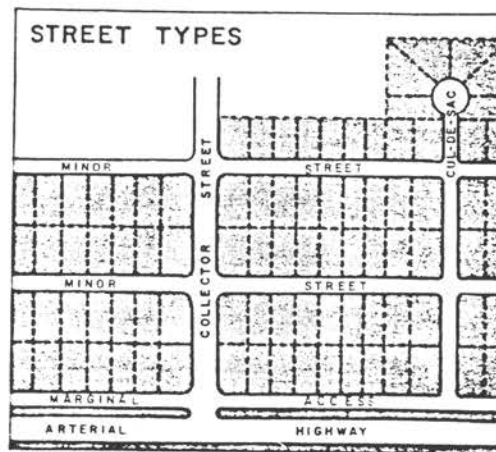 STREET TYPES
CUL-DE-SAC
MINOR STREET
COLLECTOR STREET
MINOR STREET
MARGINAL ACCESS
ARTERIAL HIGHWAY